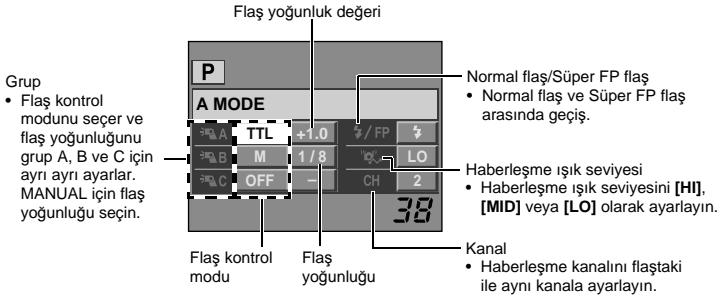 Flaş yoğunluk değeri
Grup
• Flaş kontrol
modunu seçer ve
flaş yoğunluğunu
grup A, B ve C için
ayrı ayrı ayarlar.
MANUAL için flaş
yoğunluğu seçin.
P
A MODE
A TTL +1.0 /FP
B M 1/8 LO
C OFF – CH 2
38
Normal flaş/Süper FP flaş
• Normal flaş ve Süper FP flaş
arasında geçiş.
Haberleşme ışık seviyesi
• Haberleşme ışık seviyesini [HI],
[MID] veya [LO] olarak ayarlayın.
Kanal
• Haberleşme kanalını flaştaki
ile aynı kanala ayarlayın.
Flaş kontrol
modu
Flaş
yoğunluğu